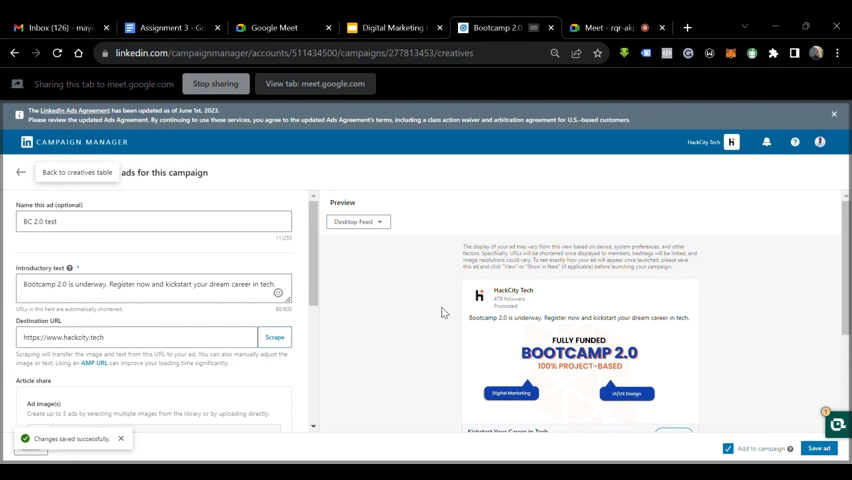 Inbox (126) - mayo
Assignment 3 - Go
Google Meet
Digital Marketing
Bootcamp 2.0
Meet - rqr-ak
linkedin.com/campaignmanager/accounts/511434500/campaigns/277813453/creatives
Sharing this tab to meet.google.com
Stop sharing
View tab: meet.google.com
The LinkedIn Ads Agreement has been updated as of June 1st, 2023.
Please review the updated Ads Agreement. By continuing to use these services, you agree to the updated Ads Agreement's terms, including a class action waiver and arbitration agreement for U.S.-based customers.
in CAMPAIGN MANAGER
HackCity Tech
Back to creatives table
ads for this campaign
Name this ad (optional)
BC 2.0 test
11/255
Introductory text *
Bootcamp 2.0 is underway. Register now and kickstart your dream career in tech.
URLs in this field are automatically shortened.
80/600
Destination URL
https://www.hackcity.tech
Scrape
Scraping will transfer the image and text from this URL to your ad. You can also manually adjust the
image or text. Using an AMP URL can improve your loading time significantly.
Article share
Ad image(s)
Create up to 5 ads by selecting multiple images from the library or by uploading directly.
Changes saved successfully.
Preview
Desktop Feed
The display of your ad may vary from this view based on device, system preferences, and other
factors. Specifically, URLs will be shortened when displayed to members, hashtags will be linked, and
image resolutions could vary. To see exactly how your ad will appear once launched, please save
this ad and click "View" or "Show in feed" (if applicable) before launching your campaign.
HackCity Tech
479 followers
Promoted
Bootcamp 2.0 is underway. Register now and kickstart your dream career in tech.
FULLY FUNDED
BOOTCAMP 2.0
100% PROJECT-BASED
Digital Marketing
UI/UX Design
Kickstart Your Career in Tech
1
Add to campaign
Save ad